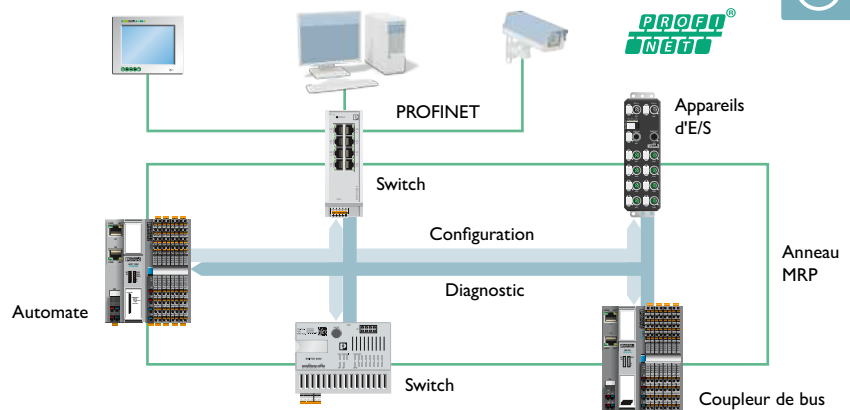 PROFI
NET®
PROFINET
Appareils
d'E/S
Switch
Configuration
Anneau
MRP
Diagnostic
Automate
Switch
Coupleur de bus